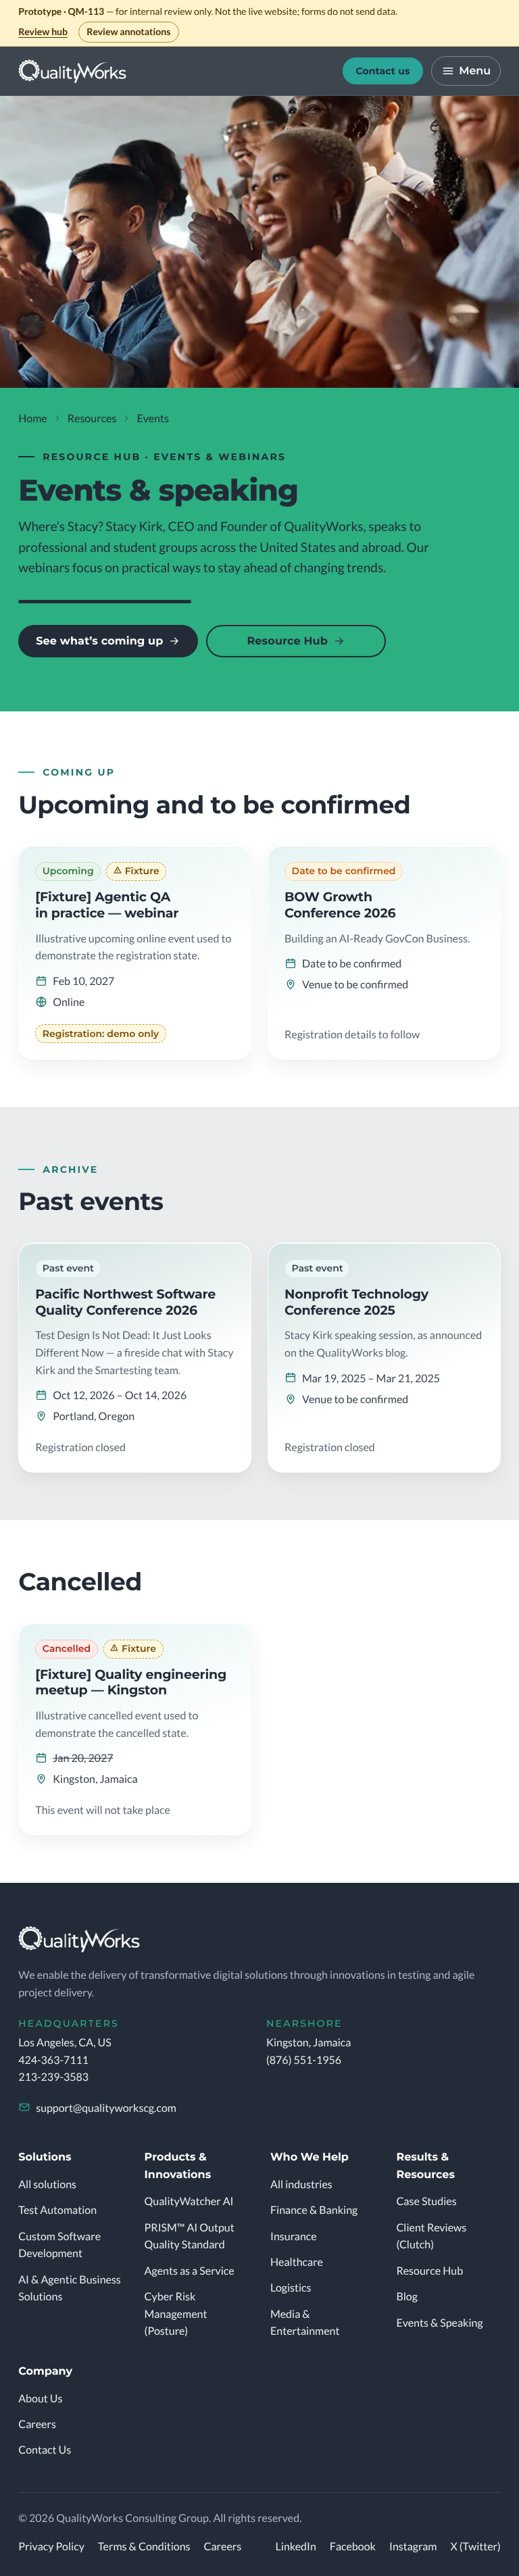 Prototype · QM-113 — for internal review only. Not the live website; forms do not send data.
Review hub Review annotations
QualityWorks Contact us Menu
Home Resources Events
RESOURCE HUB · EVENTS & WEBINARS
Events & speaking
Where's Stacy? Stacy Kirk, CEO and Founder of QualityWorks, speaks to
professional and student groups across the United States and abroad. Our
webinars focus on practical ways to stay ahead of changing trends.
See what's coming up → Resource Hub →
COMING UP
Upcoming and to be confirmed
Upcoming Fixture
[Fixture] Agentic QA
in practice — webinar
Illustrative upcoming online event used to
demonstrate the registration state.
Feb 10, 2027
Online
Registration: demo only
Date to be confirmed
BOW Growth
Conference 2026
Building an AI-Ready GovCon Business.
Date to be confirmed
Venue to be confirmed
Registration details to follow
ARCHIVE
Past events
Past event
Pacific Northwest Software
Quality Conference 2026
Test Design Is Not Dead: It Just Looks
Different Now — a fireside chat with Stacy
Kirk and the Smartesting team.
Oct 12, 2026 – Oct 14, 2026
Portland, Oregon
Registration closed
Past event
Nonprofit Technology
Conference 2025
Stacy Kirk speaking session, as announced
on the QualityWorks blog.
Mar 19, 2025 – Mar 21, 2025
Venue to be confirmed
Registration closed
Cancelled
Cancelled Fixture
[Fixture] Quality engineering
meetup — Kingston
Illustrative cancelled event used to
demonstrate the cancelled state.
Jan 20, 2027
Kingston, Jamaica
This event will not take place
QualityWorks
We enable the delivery of transformative digital solutions through innovations in testing and agile
project delivery.
HEADQUARTERS
Los Angeles, CA, US
424-363-7111
213-239-3583
NEARSHORE
Kingston, Jamaica
(876) 551-1956
support@qualityworkscg.com
Solutions
All solutions
Test Automation
Custom Software
Development
AI & Agentic Business
Solutions
Products &
Innovations
QualityWatcher AI
PRISM™ AI Output
Quality Standard
Agents as a Service
Cyber Risk
Management
(Posture)
Who We Help
All industries
Finance & Banking
Insurance
Healthcare
Logistics
Media &
Entertainment
Results &
Resources
Case Studies
Client Reviews
(Clutch)
Resource Hub
Blog
Events & Speaking
Company
About Us
Careers
Contact Us
© 2026 QualityWorks Consulting Group. All rights reserved.
Privacy Policy Terms & Conditions Careers LinkedIn Facebook Instagram X (Twitter)